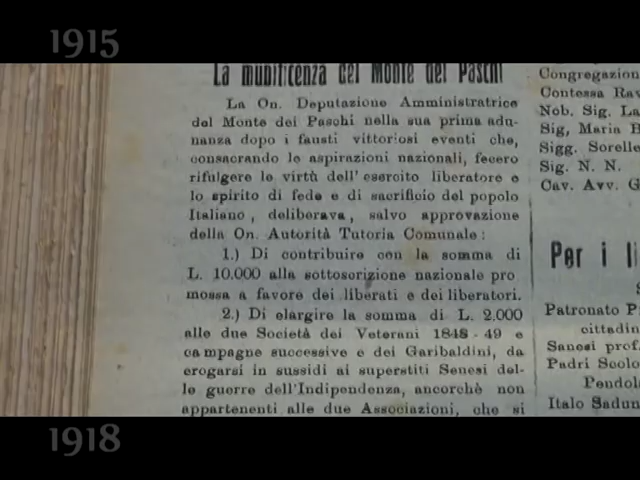 1915
La munificenza del Monte dei Paschi
La On. Deputazione Amministratrice
del Monte dei Paschi nella sua prima adu-
nanza dopo i fausti vittoriosi eventi che,
consacrando le aspirazioni nazionali, fecero
rifulgere le virtù dell'esercito liberatore e
lo spirito di fede e di sacrificio del popolo
Italiano, deliberava, salvo approvazione
della On. Autorità Tutoria Comunale:
1.) Di contribuire con la somma di
L. 10.000 alla sottosorizione nazionale pro
mossa a favore dei liberati e dei liberatori.
2.) Di elargire la somma di L. 2.000
alle due Società dei Veterani 1848 - 49 e
campagne successive e dei Garibaldini, da
erogarsi in sussidi ai superstiti Senesi del-
le guerre dell'Indipendenza, ancorchè non
appartenenti alle due Associazioni, che si
Congregazion
Contessa Rav
Nob. Sig. La
Sig, Maria B
Sigg. Sorelle
Sig. N. N.
Cav. Avv. G
Per i li
S
Patronato P
cittadin
Sanesi prof.
Padri Scolo
Pendol
Italo Sadun
1918